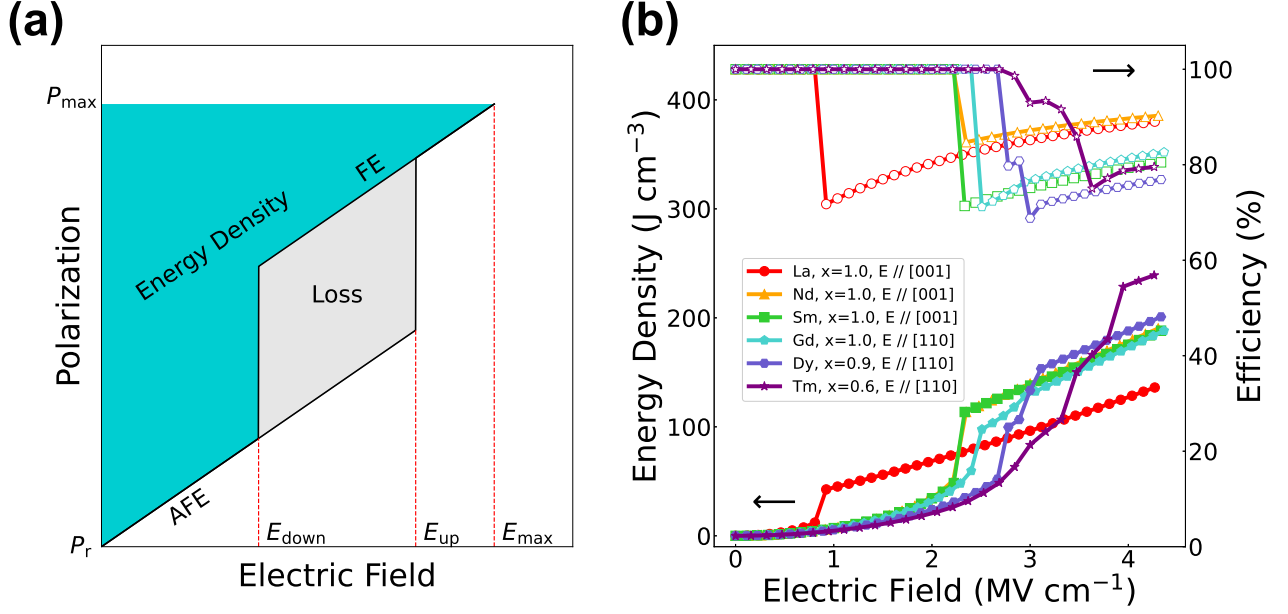 (a)
P_max
Polarization
P_r
Energy Density
FE
Loss
AFE
E_down
E_up
E_max
Electric Field
(b)
400
300
200
100
0
Energy Density (J cm⁻³)
La, x=1.0, E // [001]
Nd, x=1.0, E // [001]
Sm, x=1.0, E // [001]
Gd, x=1.0, E // [110]
Dy, x=0.9, E // [110]
Tm, x=0.6, E // [110]
0 1 2 3 4
Electric Field (MV cm⁻¹)
100
80
60
40
20
0
Efficiency (%)